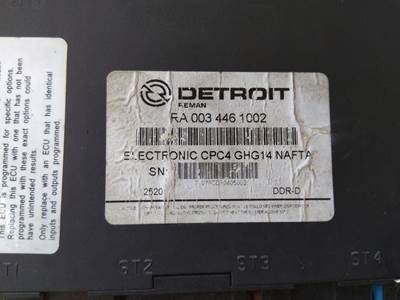 This ECU is programmed for specific options.
Replacing this ECU with one that has not been
programmed with these exact options could
have unintended results.
Only replace with an ECU that has identical
inputs and outputs programmed.
DETROIT
REMAN
RA 003 446 1002
ELECTRONIC CPC4 GHG14 NAFTA
SN:
2520
DDR-D
ST1
ST2
ST3
ST4